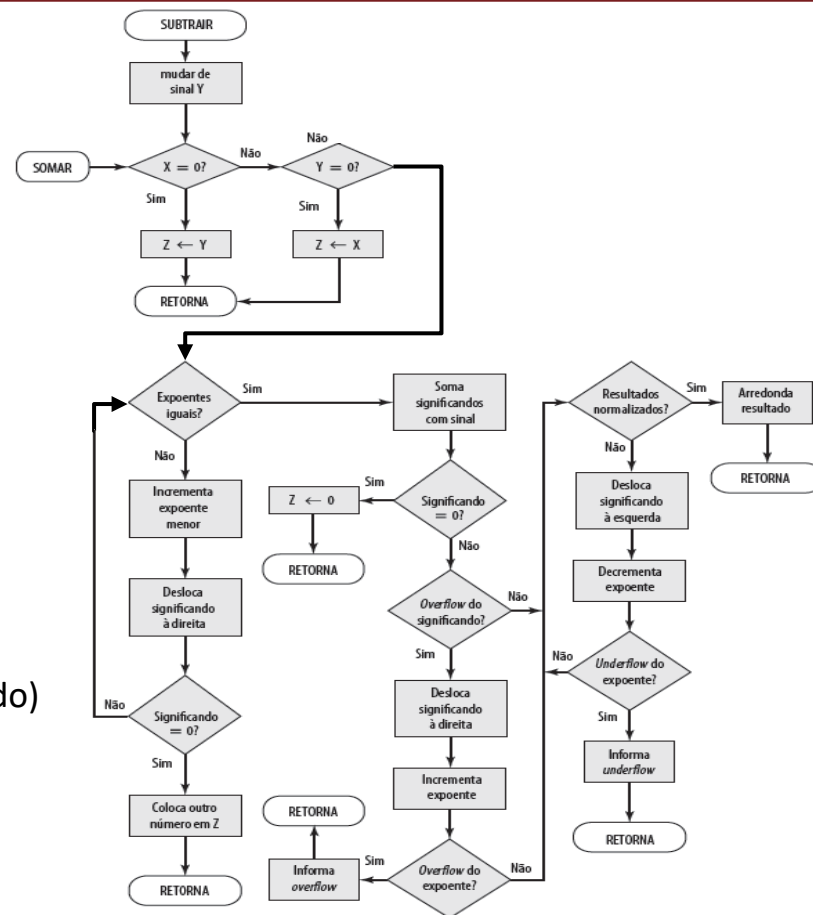 SUBTRAIR
mudar de
sinal Y
SOMAR
X = 0?
Não
Sim
Não
Y = 0?
Sim
Z ← Y
Z ← X
RETORNA
Expoentes
iguais?
Sim
Não
Incrementa
expoente
menor
Desloca
significando
à direita
Não
Significando
= 0?
Sim
Coloca outro
número em Z
RETORNA
do)
Soma
significandos
com sinal
Sim
Significando
= 0?
Z ← 0
RETORNA
Não
Overflow do
significando?
Não
Sim
Desloca
significando
à direita
Incrementa
expoente
Overflow do
expoente?
Sim
Não
Informa
overflow
RETORNA
Resultados
normalizados?
Sim
Arredonda
resultado
RETORNA
Não
Desloca
significando
à esquerda
Decrementa
expoente
Não
Underflow do
expoente?
Sim
Informa
underflow
RETORNA